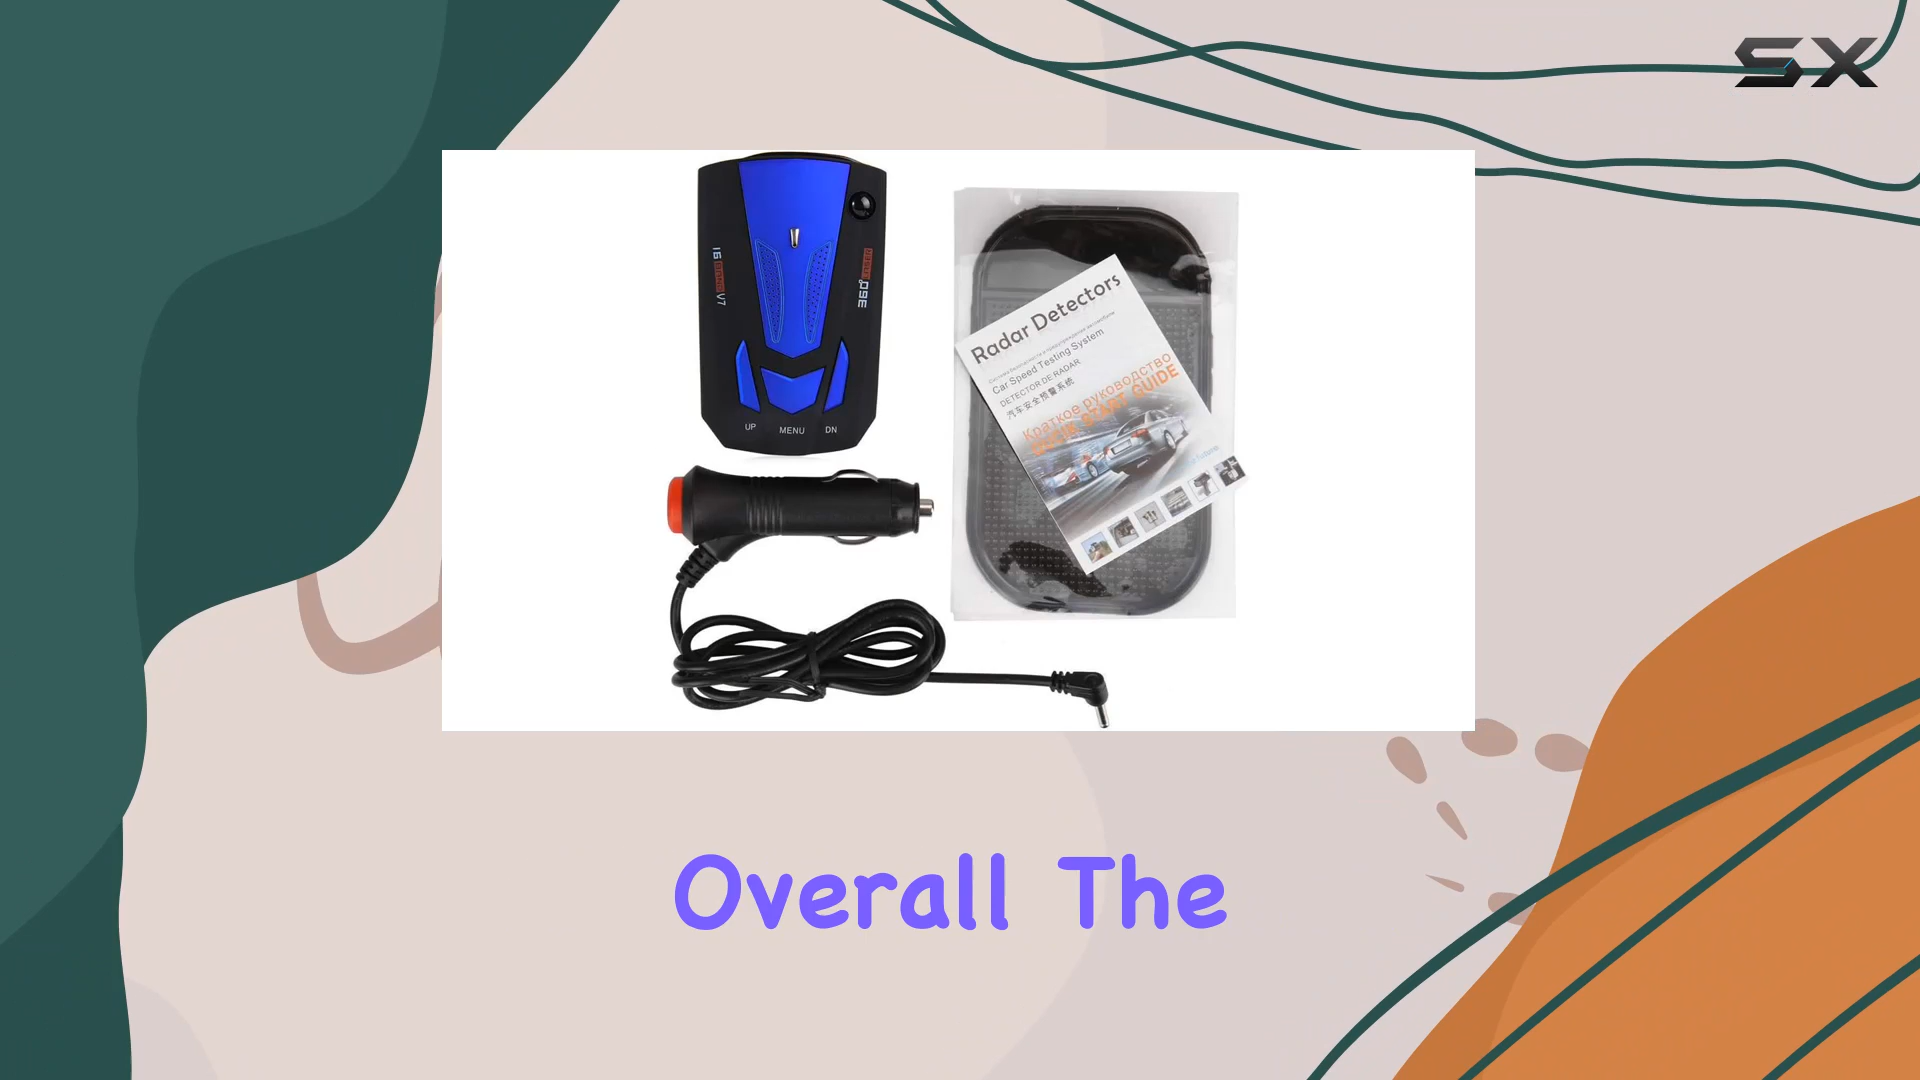 SX
16 BAND V7
360°
UP MENU DN
Radar Detectors
Car Speed Testing System
DETECTOR DE RADAR
汽车安全预警系统
Краткое руководство
QUICK START GUIDE
Overall The